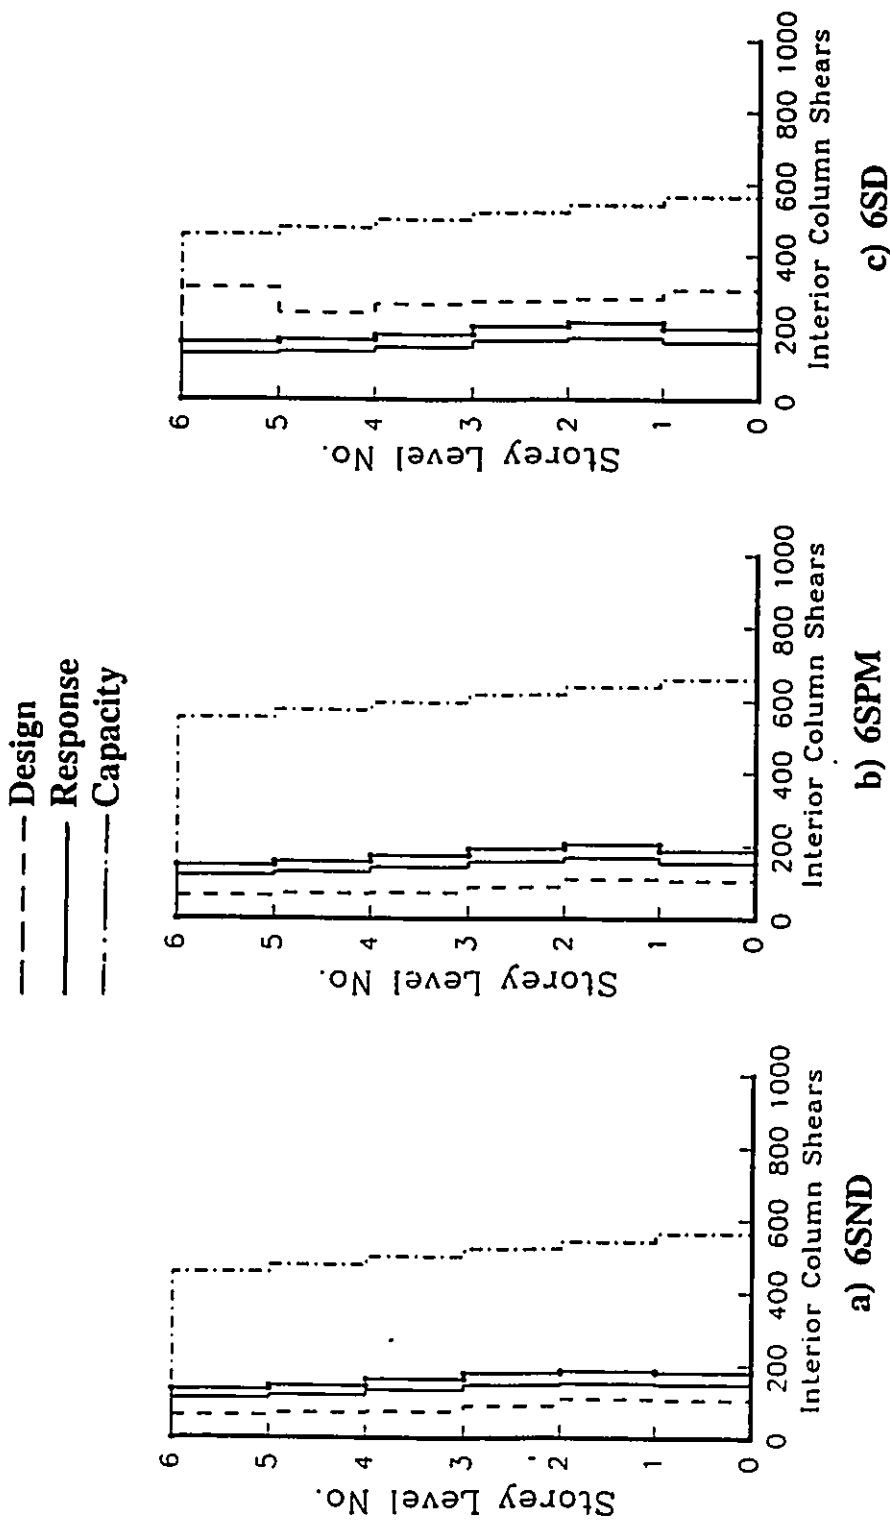 Design
Response
Capacity
6
5
4
3
2
1
0
Storey Level No.
0 200 400 600 800 1000
Interior Column Shears
a) 6SND
6
5
4
3
2
1
0
Storey Level No.
0 200 400 600 800 1000
Interior Column Shears
b) 6SPM
6
5
4
3
2
1
0
Storey Level No.
0 200 400 600 800 1000
Interior Column Shears
c) 6SD